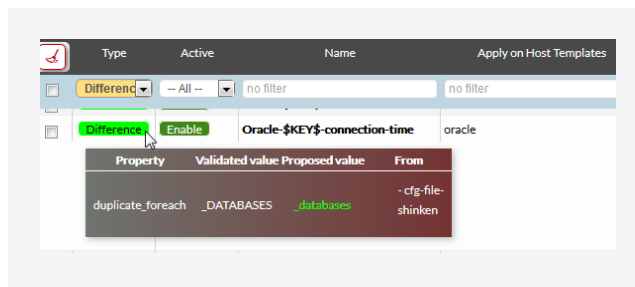 Type Active Name Apply on Host Templates
Differenc -- All -- no filter no filter
Difference Enable Oracle-$KEY$-connection-time oracle
Property Validated value Proposed value From
duplicate_foreach _DATABASES _databases - cfg-file-
shinken